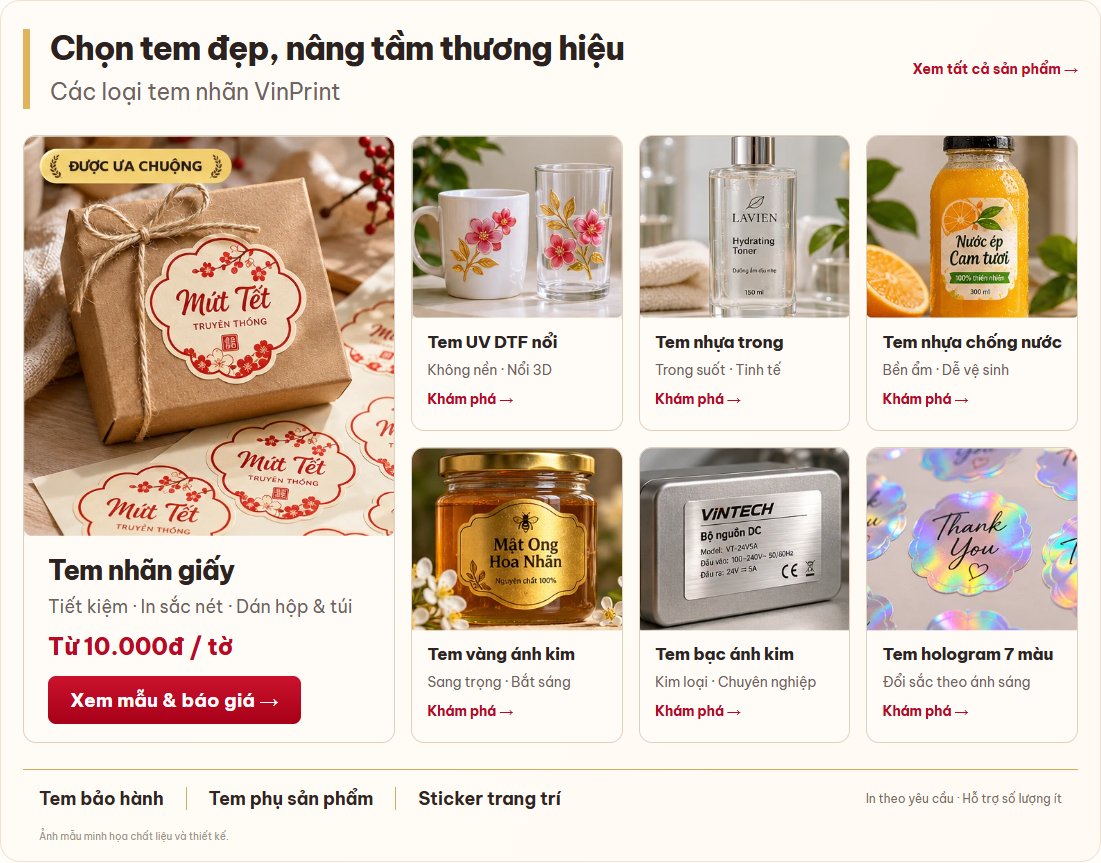 Chọn tem đẹp, nâng tầm thương hiệu
Các loại tem nhãn VinPrint
Xem tất cả sản phẩm →
ĐƯỢC ƯA CHUỘNG
Mứt Tết
TRUYỀN THỐNG
Mứt Tết
TRUYỀN THỐNG
Mứt Tết
TRUYỀN THỐNG
Tem nhãn giấy
Tiết kiệm · In sắc nét · Dán hộp & túi
Từ 10.000đ / tờ
Xem mẫu & báo giá →
Tem UV DTF nổi
Không nền · Nổi 3D
Khám phá →
LAVIEN
Hydrating
Toner
Dưỡng ẩm dịu nhẹ
150 ml
Tem nhựa trong
Trong suốt · Tinh tế
Khám phá →
Nước ép
Cam tươi
100% thiên nhiên
300 ml
Tem nhựa chống nước
Bền ẩm · Dễ vệ sinh
Khám phá →
Mật Ong
Hoa Nhãn
Nguyên chất 100%
Tem vàng ánh kim
Sang trọng · Bắt sáng
Khám phá →
ViNTECH
Bộ nguồn DC
Model: VT-24V5A
Đầu vào: 100-240V~ 50/60Hz
Đầu ra: 24V = 5A
CE
Tem bạc ánh kim
Kim loại · Chuyên nghiệp
Khám phá →
Thank
You
Tem hologram 7 màu
Đổi sắc theo ánh sáng
Khám phá →
Tem bảo hành
Tem phụ sản phẩm
Sticker trang trí
In theo yêu cầu · Hỗ trợ số lượng ít
Ảnh mẫu minh họa chất liệu và thiết kế.